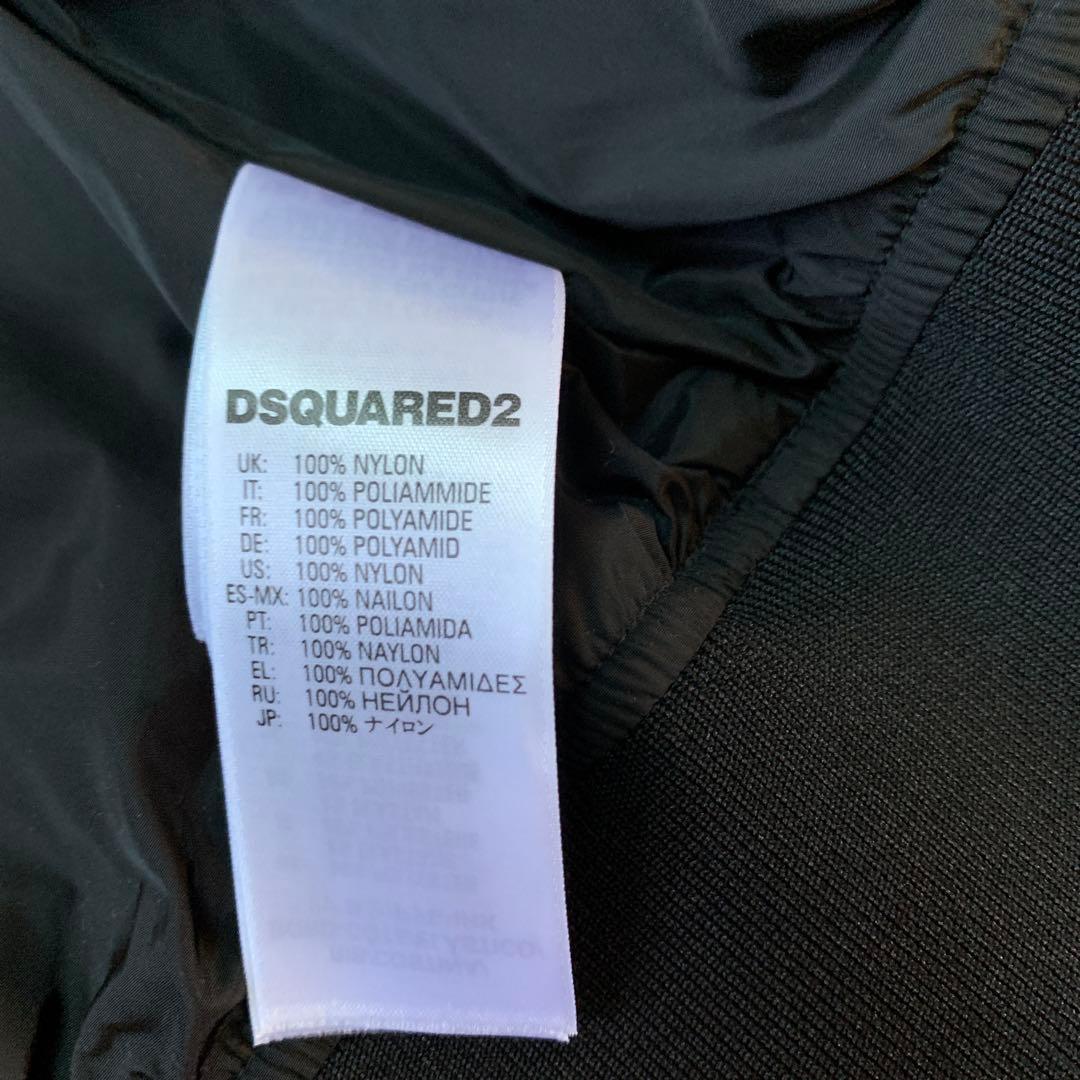 DSQUARED2
UK: 100% NYLON
IT: 100% POLIAMMIDE
FR: 100% POLYAMIDE
DE: 100% POLYAMID
US: 100% NYLON
ES-MX: 100% NAILON
PT: 100% POLIAMIDA
TR: 100% NAYLON
EL: 100% ΠΟΛΥΑΜΙΔΕΣ
RU: 100% НЕЙЛОН
JP: 100% ナイロン